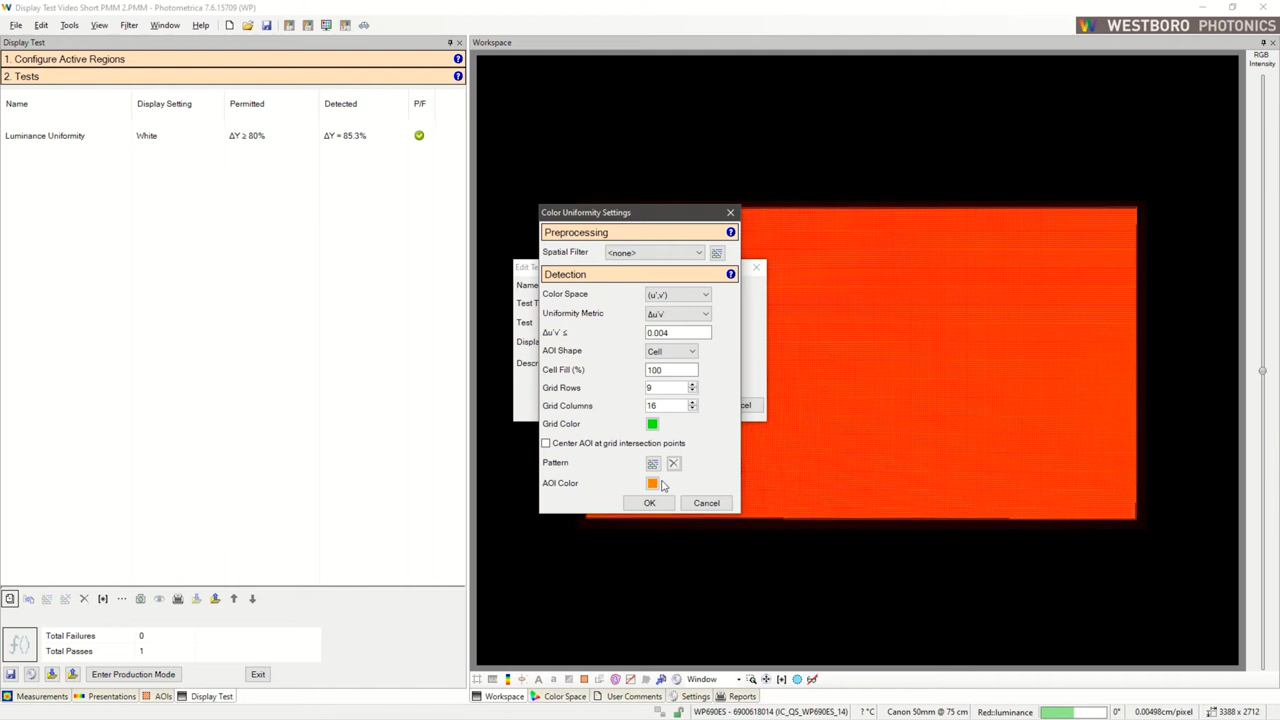 Display Test Video Short PMM 2.PMM - Photometrica 7.6.15709 (WP)
File Edit Tools View Filter Window Help
WESTBORO PHOTONICS
Display Test
Workspace
1. Configure Active Regions
2. Tests
RGB
Intensity
Name Display Setting Permitted Detected P/F
Luminance Uniformity White ΔY ≥ 80% ΔY = 85.3%
Color Uniformity Settings
Preprocessing
Spatial Filter <none>
Detection
Color Space (u',v')
Uniformity Metric Δu'v'
Δu'v' ≤ 0.004
AOI Shape Cell
Cell Fill (%) 100
Grid Rows 9
Grid Columns 16
Grid Color
Center AOI at grid intersection points
Pattern
AOI Color
OK Cancel
Edit Te
Name
Test T
Test
Displa
Descr
cel
Total Failures 0
Total Passes 1
f()
Enter Production Mode Exit
Window
Measurements Presentations AOIs Display Test
Workspace Color Space User Comments Settings Reports
WP690ES - 6900618014 (IC_QS_WP690ES_14) ? °C Canon 50mm @ 75 cm Red::luminance 0° 0.00498cm/pixel 3388 x 2712